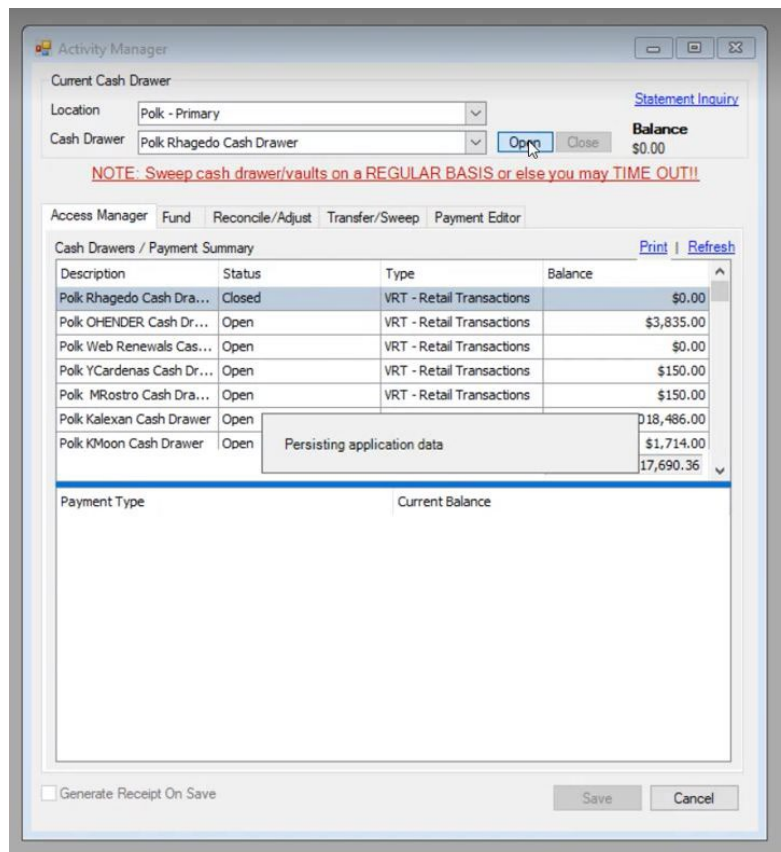 Activity Manager
Current Cash Drawer
Statement Inquiry
Location Polk - Primary
Balance
Cash Drawer Polk Rhagedo Cash Drawer Open Close $0.00
NOTE: Sweep cash drawer/vaults on a REGULAR BASIS or else you may TIME OUT!!
Access Manager Fund Reconcile/Adjust Transfer/Sweep Payment Editor
Cash Drawers / Payment Summary Print | Refresh
Description Status Type Balance
Polk Rhagedo Cash Dra... Closed VRT - Retail Transactions $0.00
Polk OHENDER Cash Dr... Open VRT - Retail Transactions $3,835.00
Polk Web Renewals Cas... Open VRT - Retail Transactions $0.00
Polk YCardenas Cash Dr... Open VRT - Retail Transactions $150.00
Polk MRostro Cash Dra... Open VRT - Retail Transactions $150.00
Polk Kalexan Cash Drawer Open 018,486.00
Polk KMoon Cash Drawer Open $1,714.00
Persisting application data
17,690.36
Payment Type Current Balance
Generate Receipt On Save Save Cancel